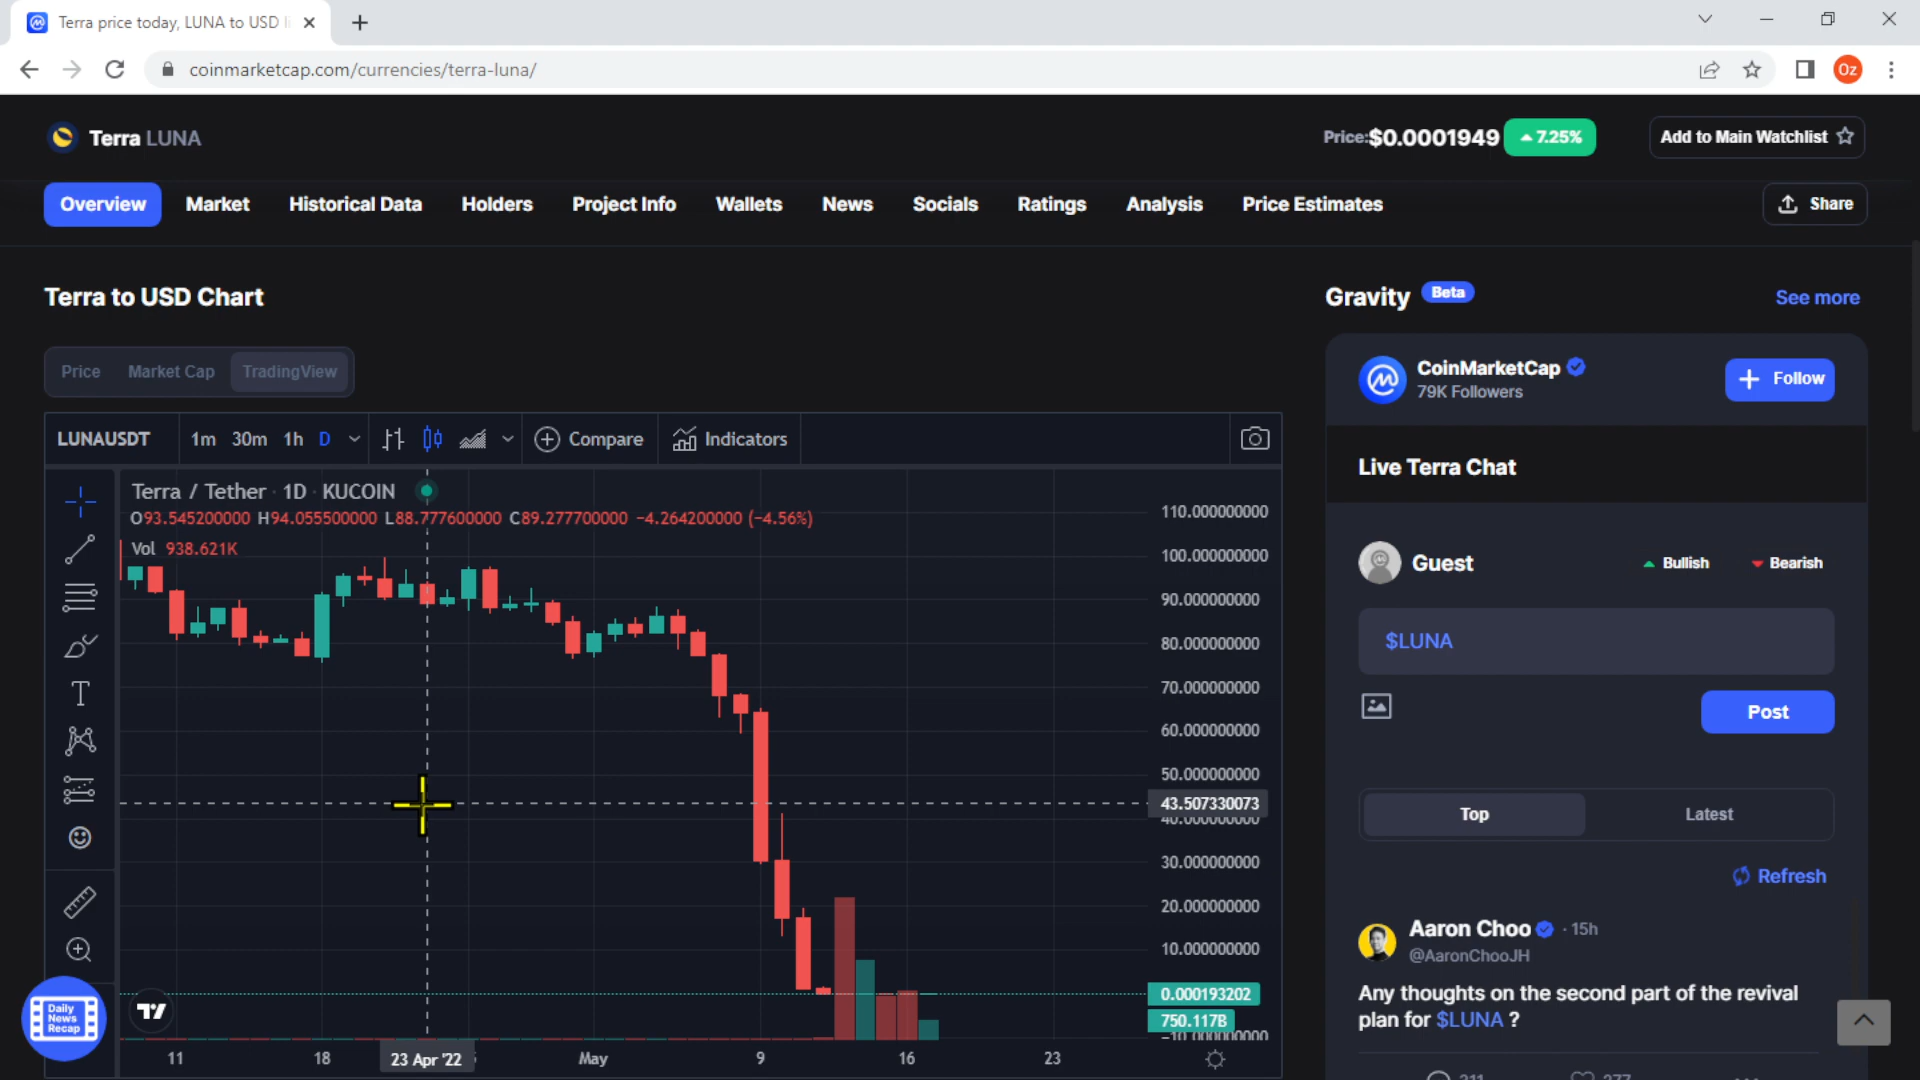 Terra price today, LUNA to USD li
coinmarketcap.com/currencies/terra-luna/
Oz
Terra LUNA
Price:$0.0001949 7.25%
Add to Main Watchlist
Overview Market Historical Data Holders Project Info Wallets News Socials Ratings Analysis Price Estimates
Share
Terra to USD Chart
Gravity Beta
See more
Price Market Cap TradingView
CoinMarketCap
79K Followers
Follow
LUNAUSDT 1m 30m 1h D Compare Indicators
Live Terra Chat
Terra / Tether · 1D · KUCOIN
O93.545200000 H94.055500000 L88.777600000 C89.277700000 −4.264200000 (−4.56%)
Vol 938.621K
110.000000000
100.000000000
90.000000000
80.000000000
70.000000000
60.000000000
50.000000000
43.507330073
40.000000000
30.000000000
20.000000000
10.000000000
0.000193202
750.117B
−10.000000000
11 18 23 Apr '22 May 9 16 23
Daily
News
Recap
Guest
Bullish Bearish
$LUNA
Post
Top Latest
Refresh
Aaron Choo · 15h
@AaronChooJH
Any thoughts on the second part of the revival
plan for $LUNA ?